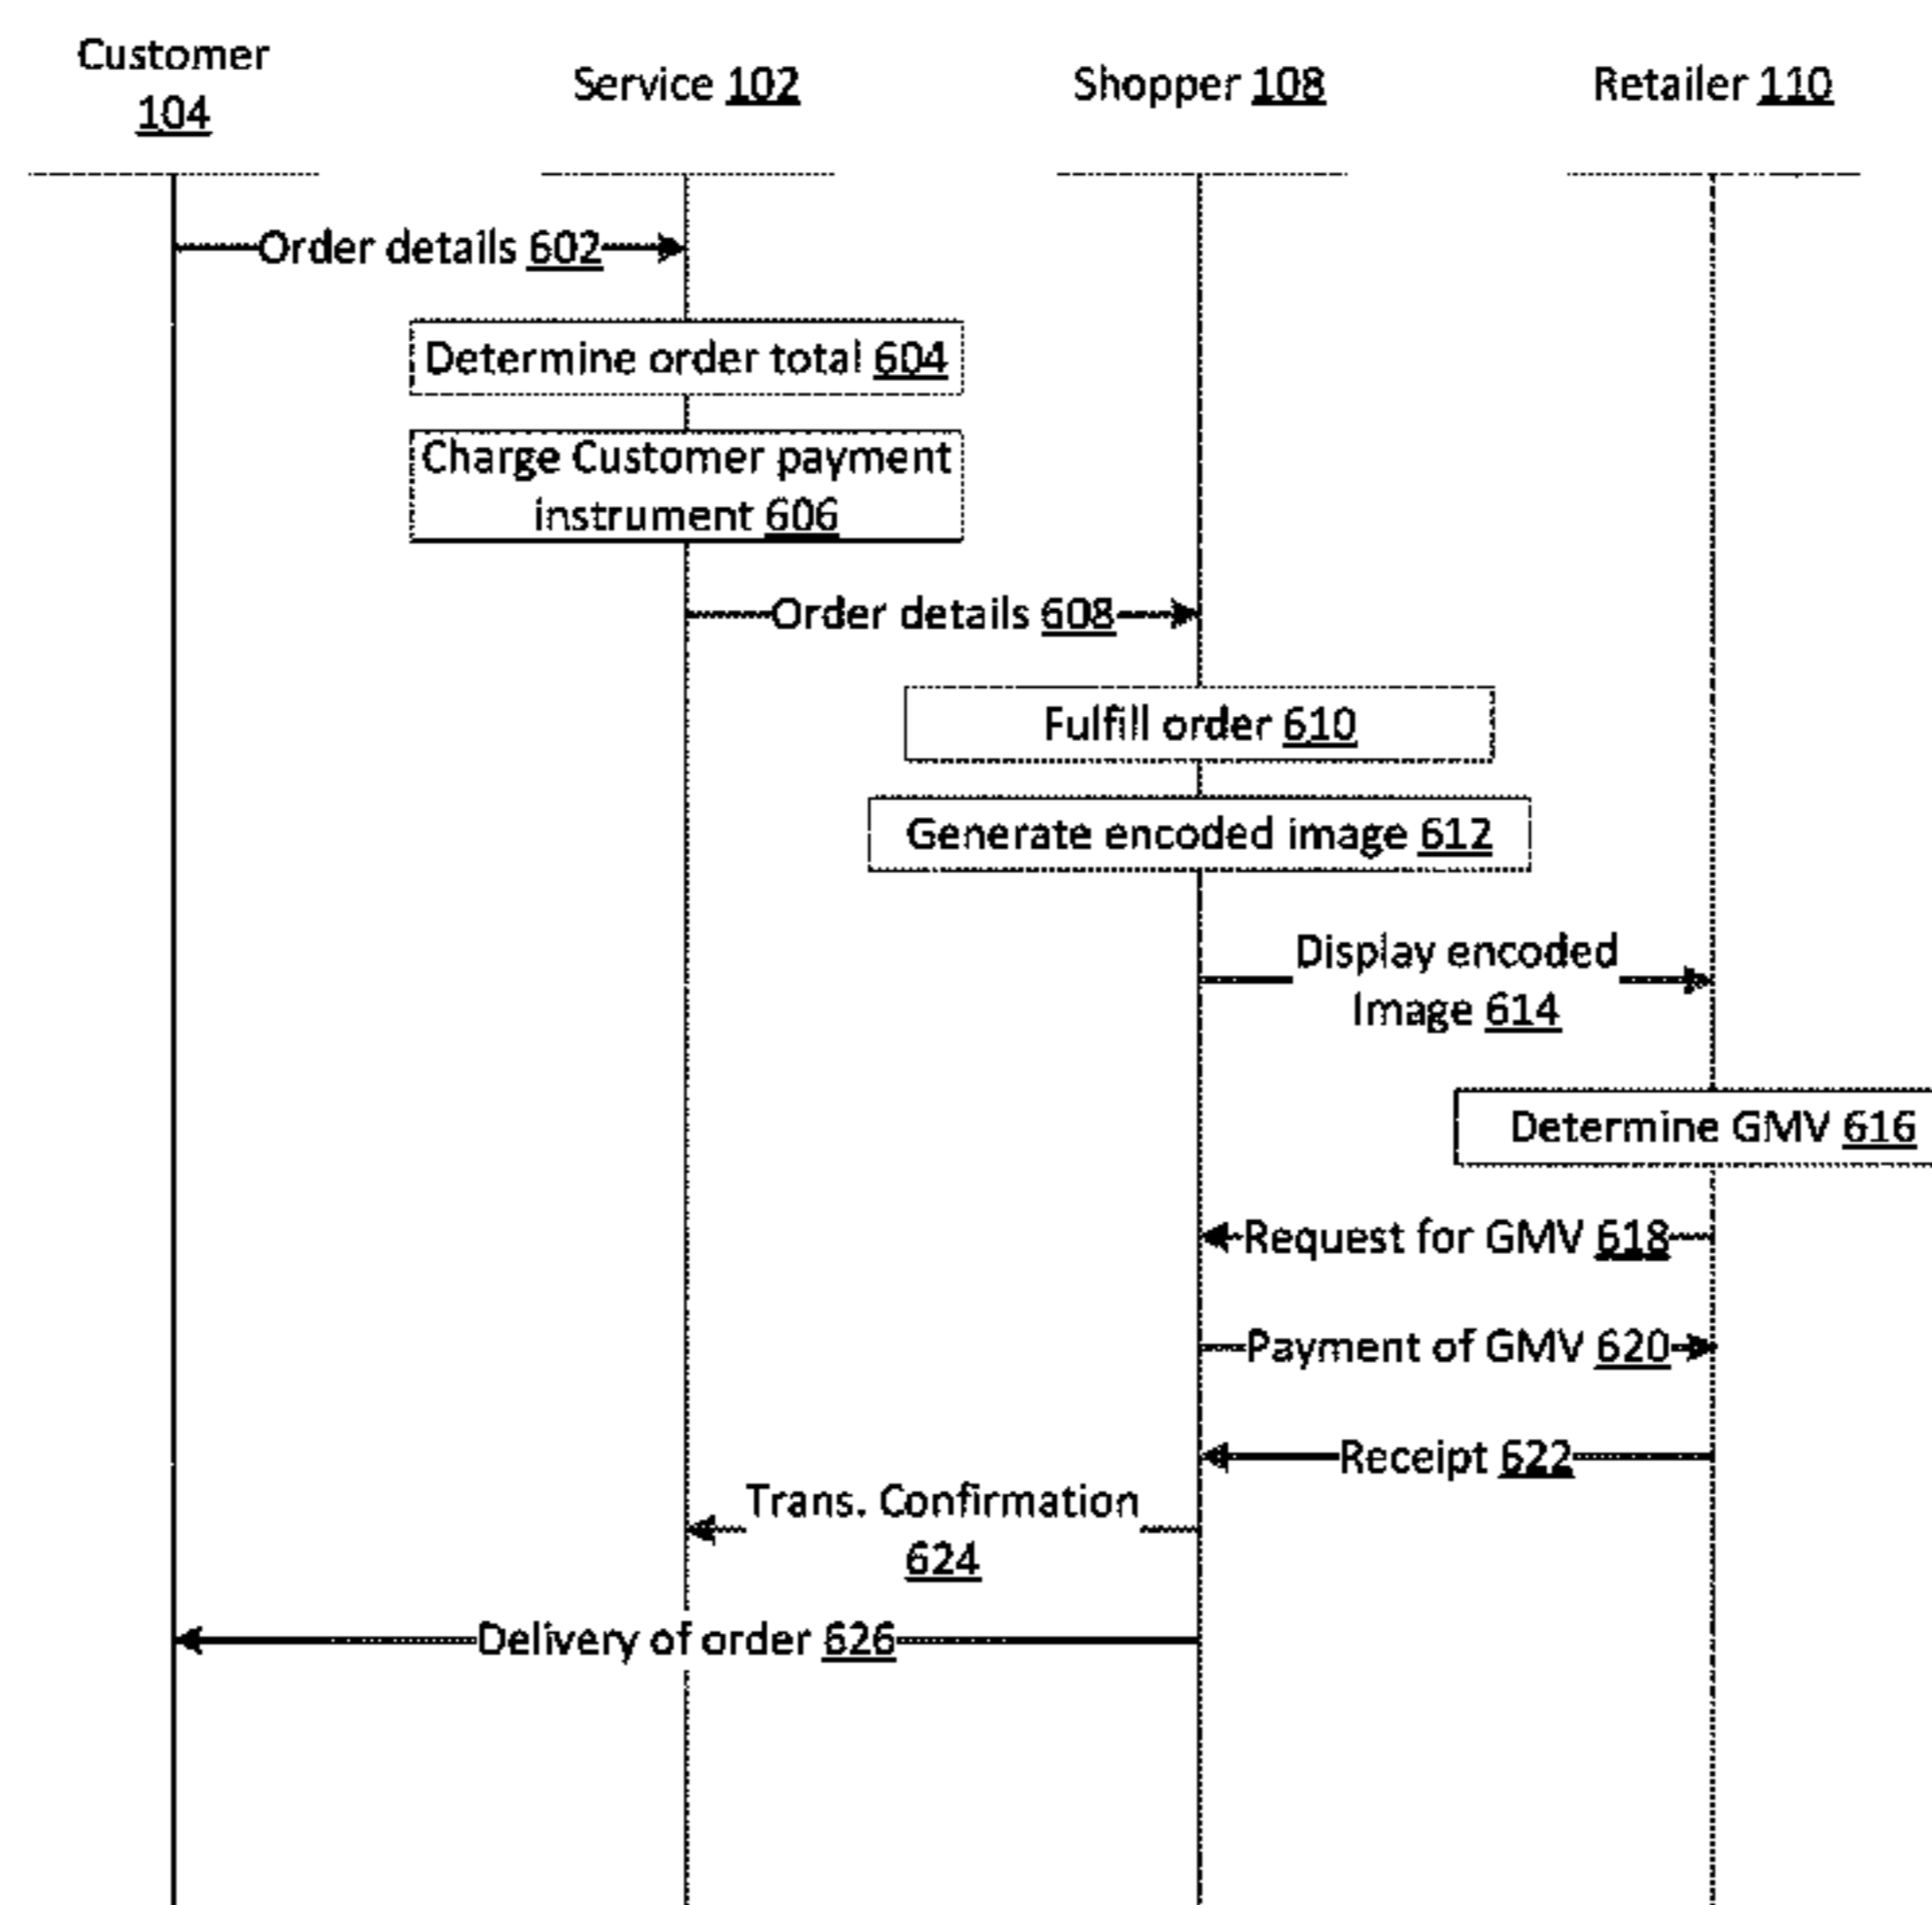 Customer
104
Service 102
Shopper 108
Retailer 110
Order details 602
Determine order total 604
Charge Customer payment
instrument 606
Order details 608
Fulfill order 610
Generate encoded image 612
Display encoded
Image 614
Determine GMV 616
Request for GMV 618
Payment of GMV 620
Receipt 622
Trans. Confirmation
624
Delivery of order 626